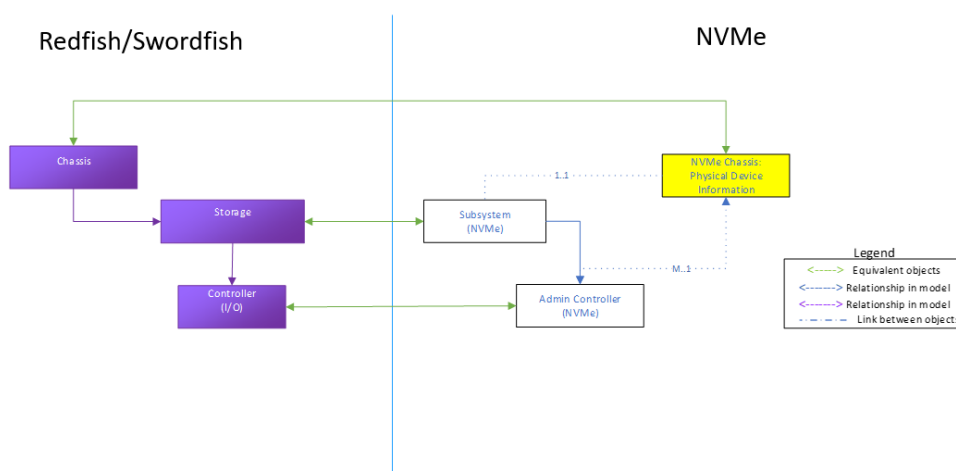 Redfish/Swordfish
NVMe
Chassis
NVMe Chassis:
Physical Device
Information
1..1
Storage
Subsystem
(NVMe)
M..1
Controller
(I/O)
Admin Controller
(NVMe)
Legend
Equivalent objects
Relationship in model
Relationship in model
Link between objects